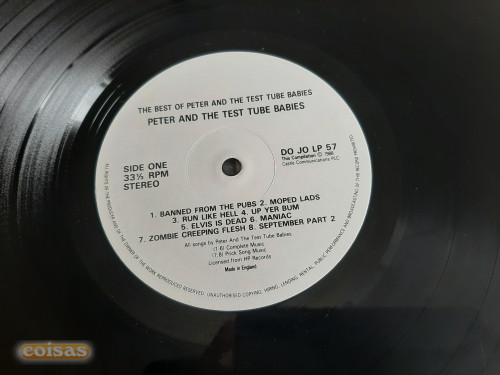 THE BEST OF PETER AND THE TEST TUBE BABIES
PETER AND THE TEST TUBE BABIES
SIDE ONE
33⅓ RPM
STEREO
DO JO LP 57
This Compilation ℗ 1988
Castle Communications PLC
1. BANNED FROM THE PUBS 2. MOPED LADS
3. RUN LIKE HELL 4. UP YER BUM
5. ELVIS IS DEAD 6. MANIAC
7. ZOMBIE CREEPING FLESH 8. SEPTEMBER PART 2
All songs by Peter And The Test Tube Babies
(1-6) Complete Music
(7,8) Prick Song Music
Licensed from HP Records
Made in England
ALL RIGHTS OF THE PRODUCER AND OF THE OWNER OF THE WORK REPRODUCED RESERVED. UNAUTHORISED COPYING, HIRING, LENDING, RENTAL, PUBLIC PERFORMANCE AND BROADCASTING OF THIS RECORD PROHIBITED
coisas